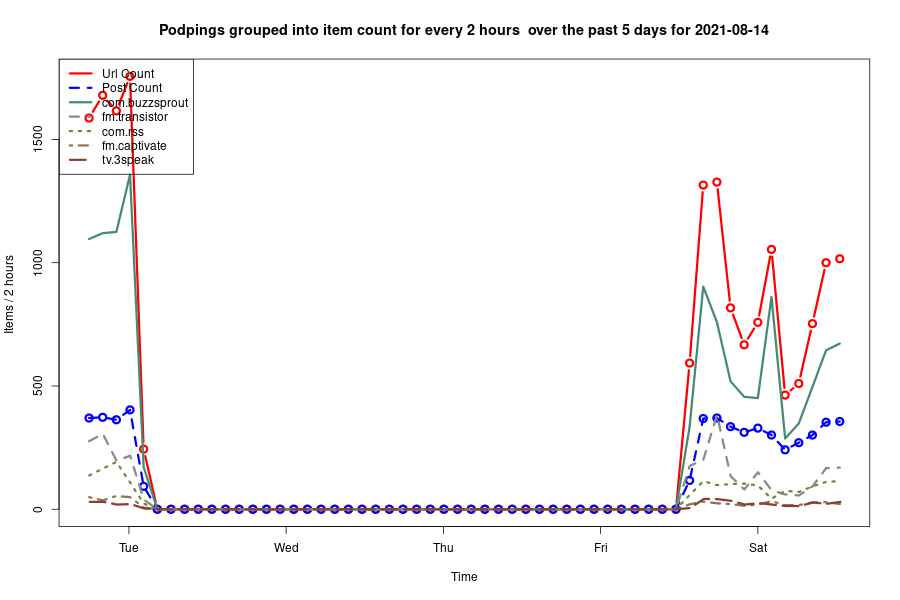 Podpings grouped into item count for every 2 hours  over the past 5 days for 2021-08-14
Url Count
Post Count
com.buzzsprout
fm.transistor
com.rss
fm.captivate
tv.3speak
Items / 2 hours
1500
1000
500
0
Tue Wed Thu Fri Sat
Time